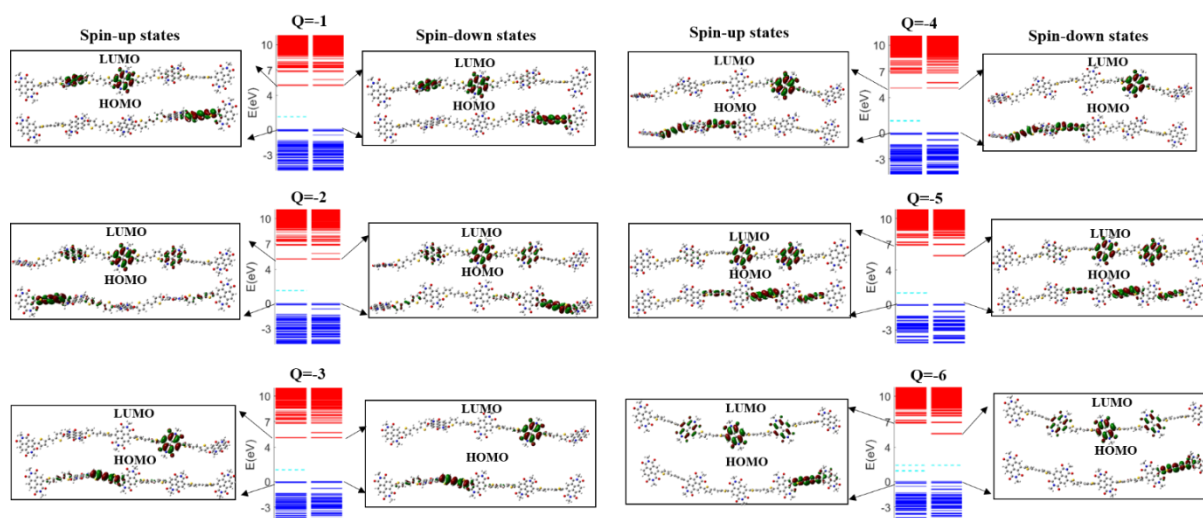 Q=-1
Spin-up states
Spin-down states
LUMO
HOMO
LUMO
HOMO
E(eV)
10
7
4
0
-3
Q=-4
Spin-up states
Spin-down states
LUMO
HOMO
LUMO
HOMO
E(eV)
10
7
4
0
-3
Q=-2
LUMO
HOMO
LUMO
HOMO
E(eV)
10
7
4
0
-3
Q=-5
LUMO
HOMO
LUMO
HOMO
E(eV)
10
7
4
0
-3
Q=-3
LUMO
HOMO
LUMO
HOMO
E(eV)
10
7
4
0
-3
Q=-6
LUMO
HOMO
LUMO
HOMO
E(eV)
10
7
4
0
-3